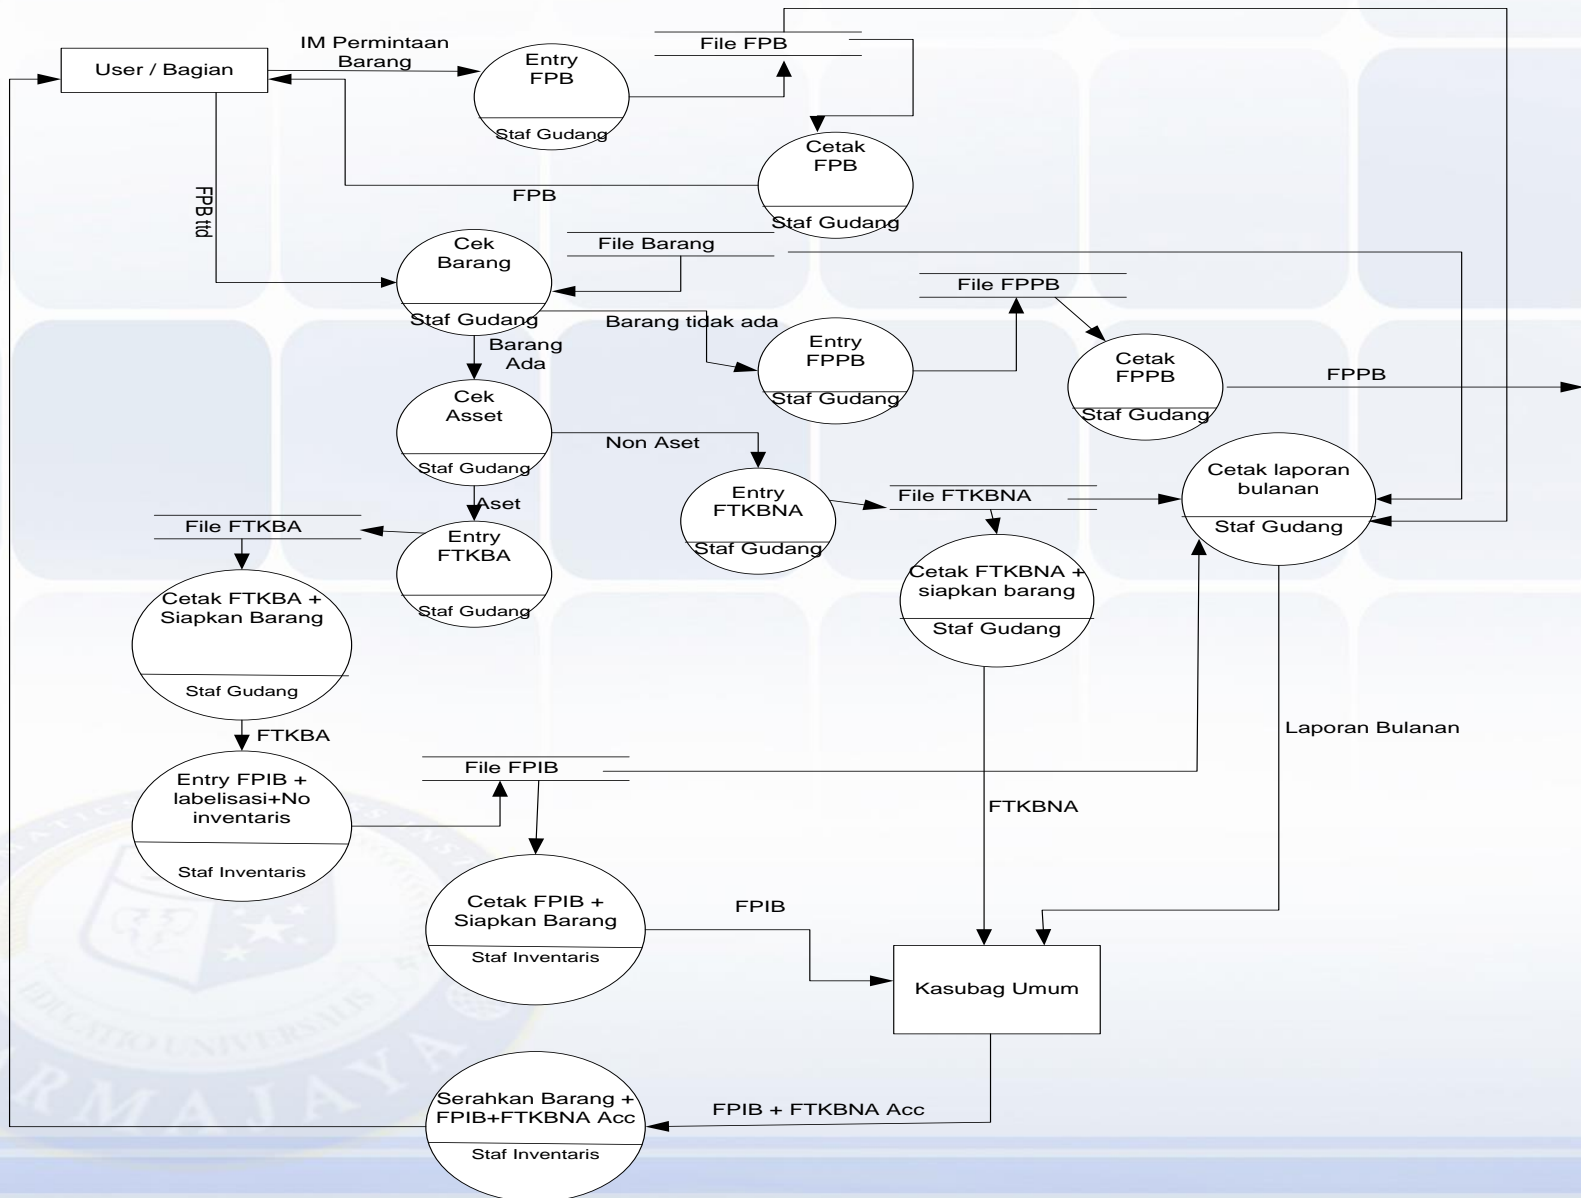 IM Permintaan
Barang
User / Bagian
Entry
FPB
Staf Gudang
File FPB
Cetak
FPB
Staf Gudang
FPB
FPB ttd
Cek
Barang
Staf Gudang
File Barang
Barang tidak ada
Barang
Ada
File FPPB
Entry
FPPB
Staf Gudang
Cetak
FPPB
Staf Gudang
FPPB
Cek
Asset
Staf Gudang
Non Aset
Aset
Entry
FTKBNA
Staf Gudang
File FTKBNA
Cetak laporan
bulanan
Staf Gudang
File FTKBA
Entry
FTKBA
Staf Gudang
Cetak FTKBNA +
siapkan barang
Staf Gudang
Cetak FTKBA +
Siapkan Barang
Staf Gudang
FTKBA
Laporan Bulanan
Entry FPIB +
labelisasi+No
inventaris
Staf Inventaris
File FPIB
FTKBNA
Cetak FPIB +
Siapkan Barang
Staf Inventaris
FPIB
Kasubag Umum
Serahkan Barang +
FPIB+FTKBNA Acc
Staf Inventaris
FPIB + FTKBNA Acc
EDUCATIO UNIVERSALIS
RMAJAYA